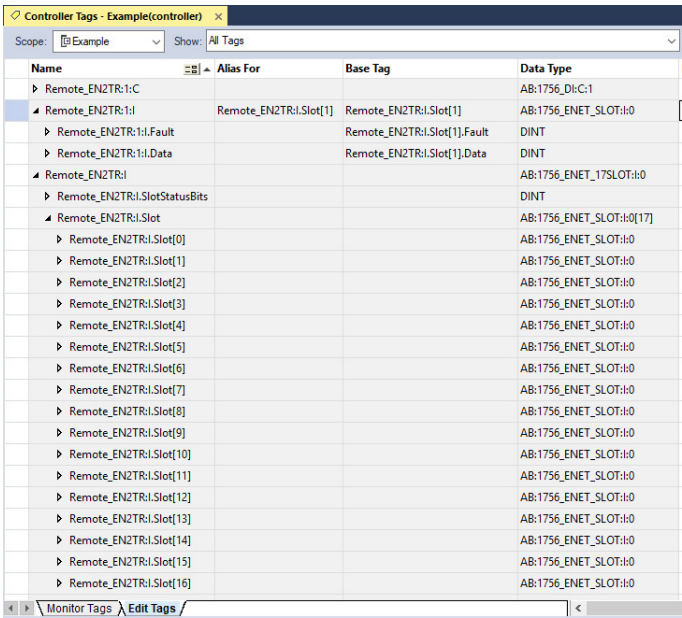 Controller Tags - Example(controller) ×
Scope: Example Show: All Tags
Name Alias For Base Tag Data Type
Remote_EN2TR:1:C AB:1756_DI:C:1
Remote_EN2TR:1:I Remote_EN2TR:I.Slot[1] Remote_EN2TR:I.Slot[1] AB:1756_ENET_SLOT:I:0
Remote_EN2TR:1:I.Fault Remote_EN2TR:I.Slot[1].Fault DINT
Remote_EN2TR:1:I.Data Remote_EN2TR:I.Slot[1].Data DINT
Remote_EN2TR:I AB:1756_ENET_17SLOT:I:0
Remote_EN2TR:I.SlotStatusBits DINT
Remote_EN2TR:I.Slot AB:1756_ENET_SLOT:I:0[17]
Remote_EN2TR:I.Slot[0] AB:1756_ENET_SLOT:I:0
Remote_EN2TR:I.Slot[1] AB:1756_ENET_SLOT:I:0
Remote_EN2TR:I.Slot[2] AB:1756_ENET_SLOT:I:0
Remote_EN2TR:I.Slot[3] AB:1756_ENET_SLOT:I:0
Remote_EN2TR:I.Slot[4] AB:1756_ENET_SLOT:I:0
Remote_EN2TR:I.Slot[5] AB:1756_ENET_SLOT:I:0
Remote_EN2TR:I.Slot[6] AB:1756_ENET_SLOT:I:0
Remote_EN2TR:I.Slot[7] AB:1756_ENET_SLOT:I:0
Remote_EN2TR:I.Slot[8] AB:1756_ENET_SLOT:I:0
Remote_EN2TR:I.Slot[9] AB:1756_ENET_SLOT:I:0
Remote_EN2TR:I.Slot[10] AB:1756_ENET_SLOT:I:0
Remote_EN2TR:I.Slot[11] AB:1756_ENET_SLOT:I:0
Remote_EN2TR:I.Slot[12] AB:1756_ENET_SLOT:I:0
Remote_EN2TR:I.Slot[13] AB:1756_ENET_SLOT:I:0
Remote_EN2TR:I.Slot[14] AB:1756_ENET_SLOT:I:0
Remote_EN2TR:I.Slot[15] AB:1756_ENET_SLOT:I:0
Remote_EN2TR:I.Slot[16] AB:1756_ENET_SLOT:I:0
Monitor Tags Edit Tags